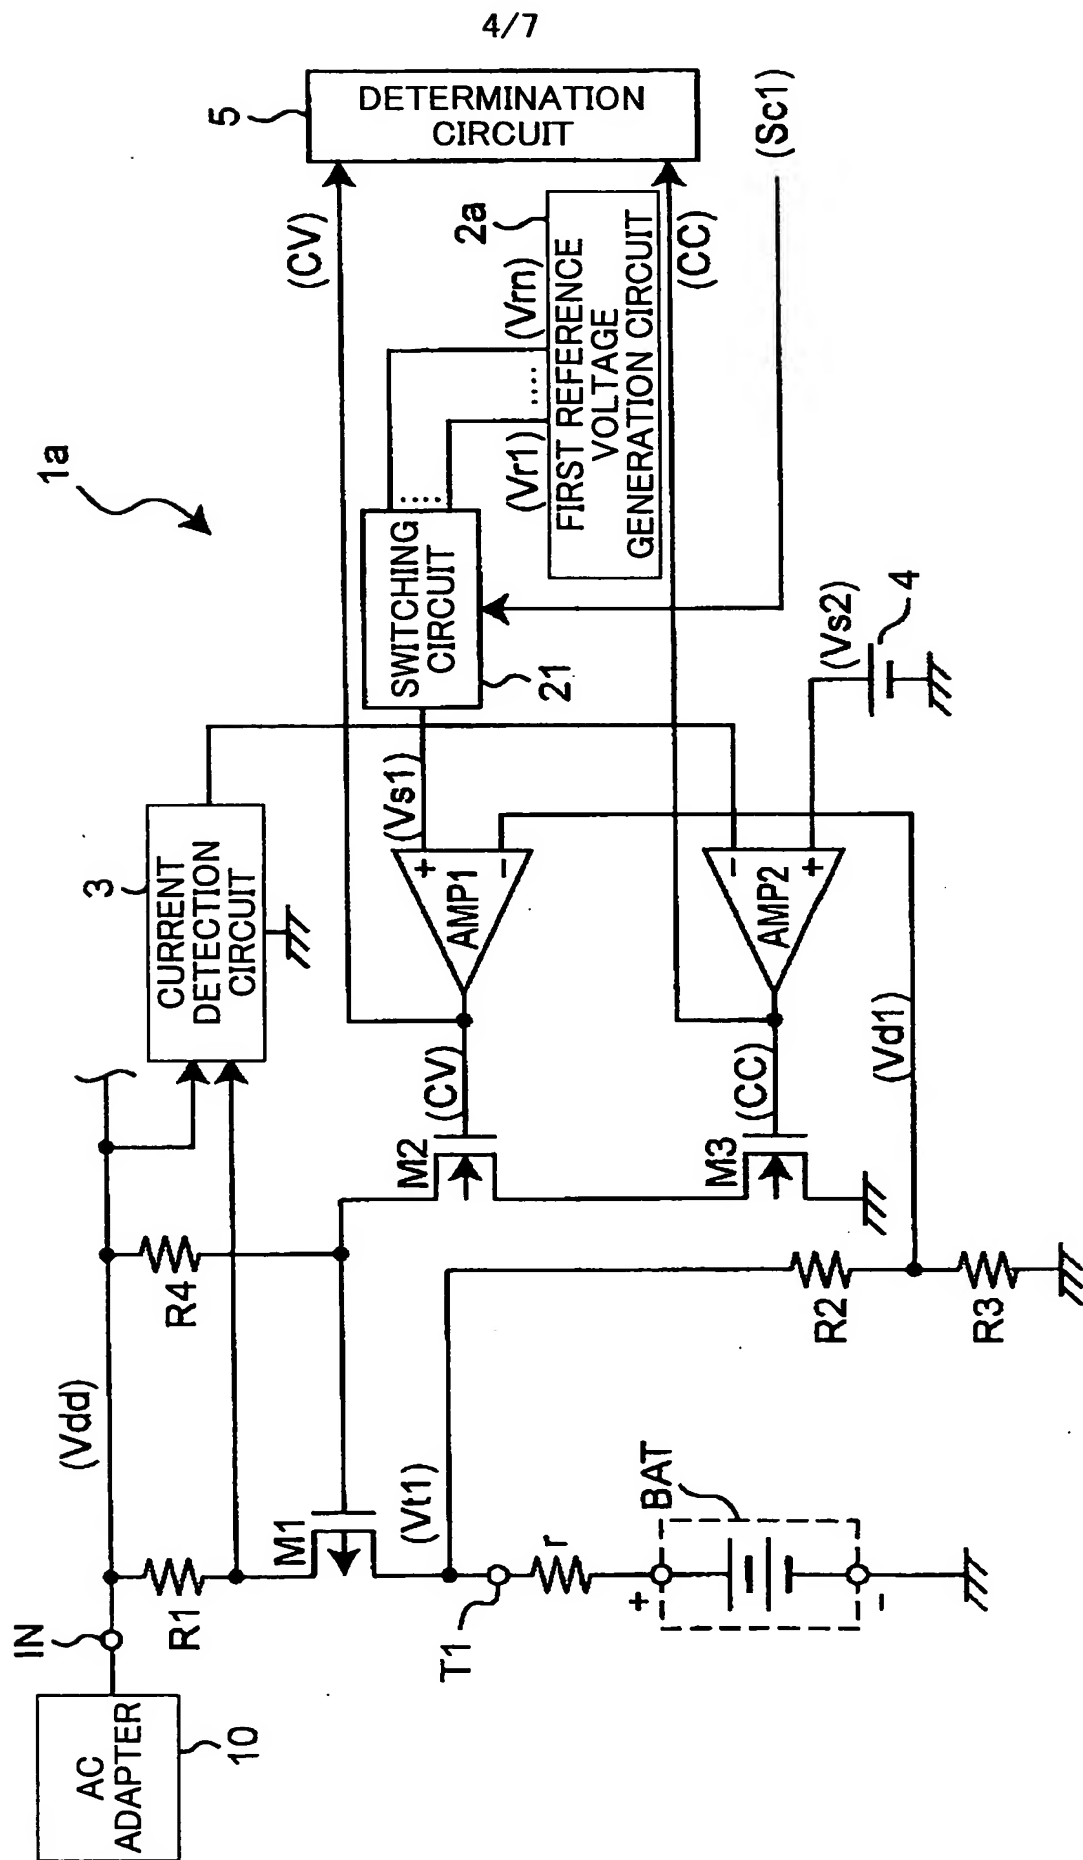 4/7
1a
AC
ADAPTER
10
IN
(Vdd)
R1
R4
3
CURRENT
DETECTION
CIRCUIT
5
DETERMINATION
CIRCUIT
(CV)
M1
M2
(CV)
AMP1
+
-
(Vs1)
SWITCHING
CIRCUIT
21
(Vr1)
....
(Vrn)
.....
2a
FIRST REFERENCE
VOLTAGE
GENERATION CIRCUIT
(CC)
(Sc1)
(Vt1)
T1
r
+
BAT
-
M3
(CC)
AMP2
-
+
(Vs2)
4
R2
R3
(Vd1)